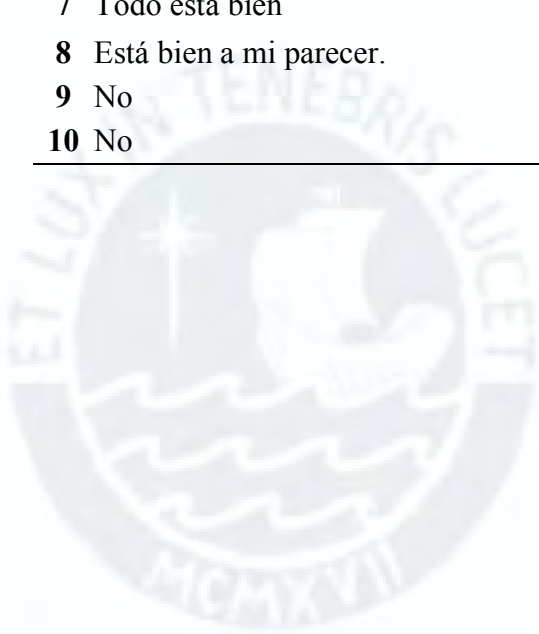 7 Todo está bien
8 Está bien a mi parecer.
9 No
10 No
ET LUX IN TENEBRIS LUCET
MCMXVII